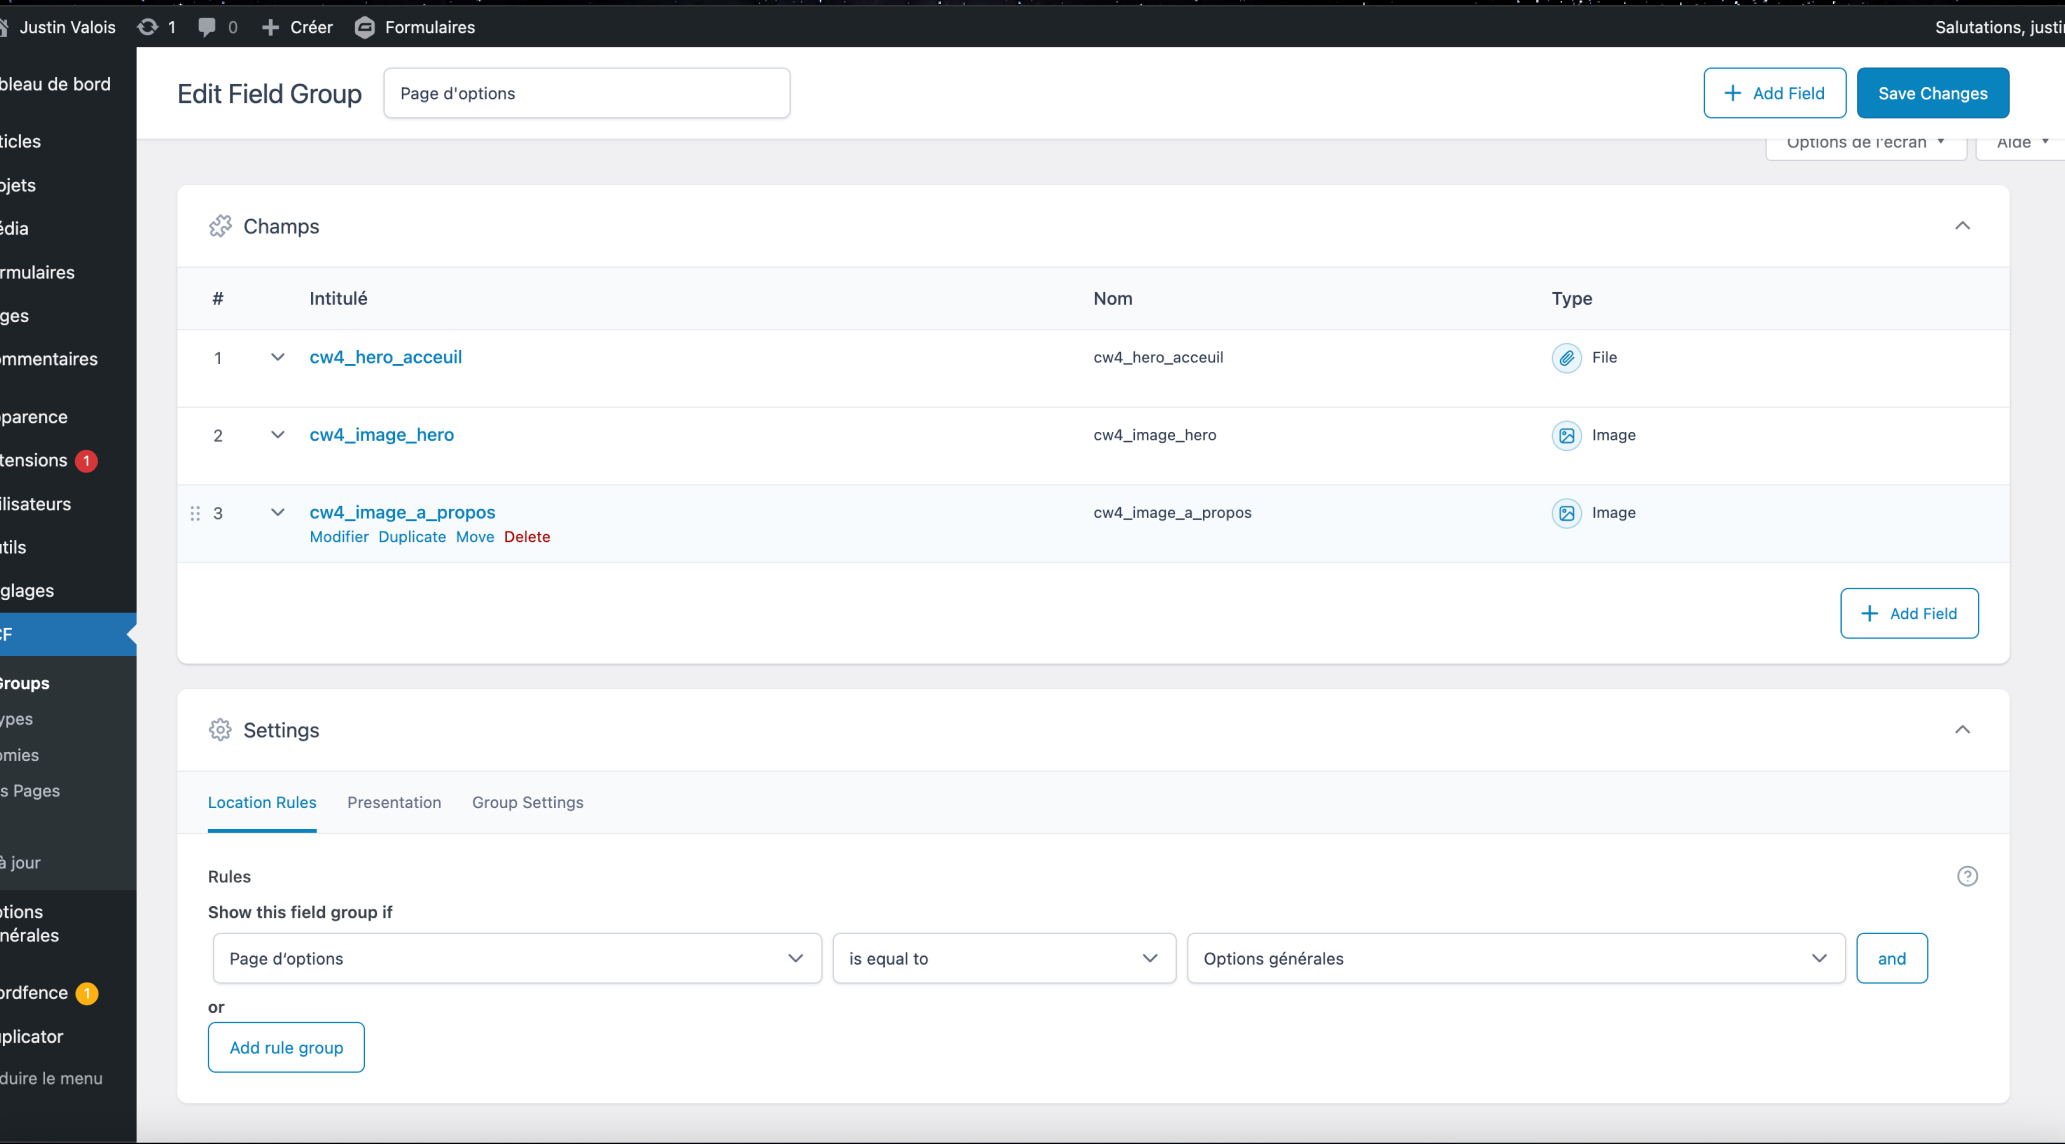 Justin Valois 1 0 Créer Formulaires Salutations, justi
bleau de bord
Edit Field Group Page d'options Add Field Save Changes
ticles
Options de l'écran Aide
ojets
édia
rmulaires
ges
ommentaires
parence
tensions 1
ilisateurs
tils
glages
CF
Groups
ypes
omies
s Pages
à jour
otions
nérales
ordfence 1
plicator
duire le menu
Champs
# Intitulé Nom Type
1 cw4_hero_acceuil cw4_hero_acceuil File
2 cw4_image_hero cw4_image_hero Image
3 cw4_image_a_propos cw4_image_a_propos Image
Modifier Duplicate Move Delete
Add Field
Settings
Location Rules Presentation Group Settings
Rules
Show this field group if
Page d‘options is equal to Options générales and
or
Add rule group